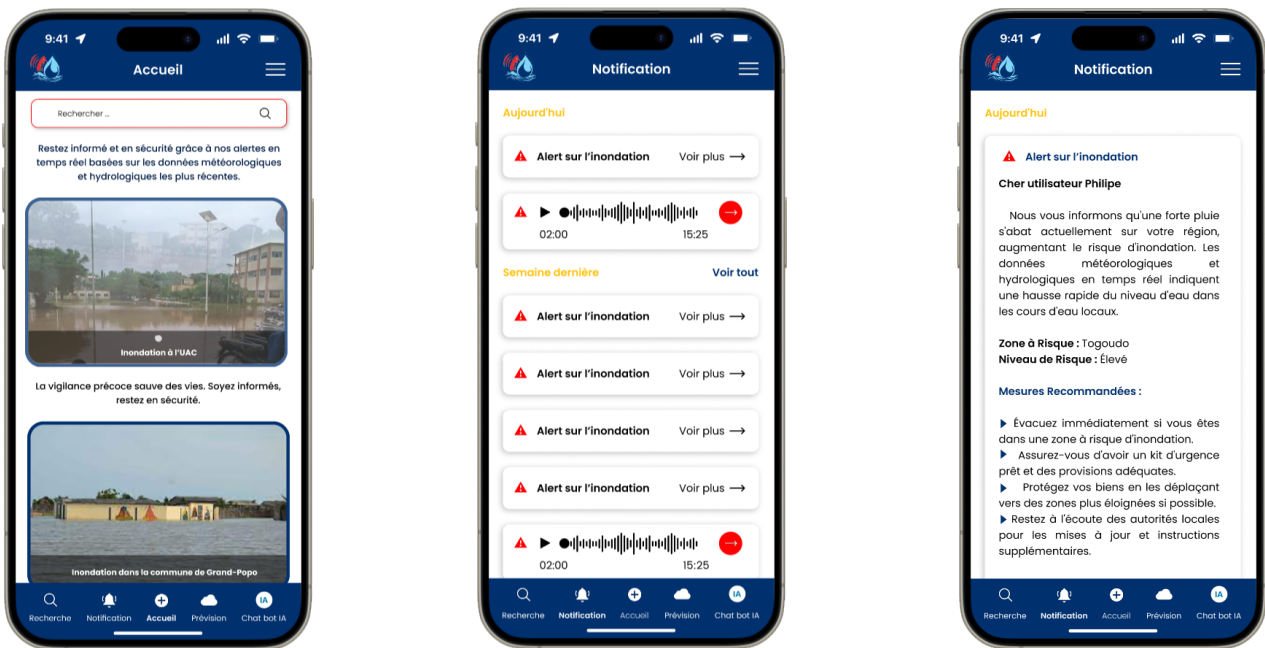 9:41
Accueil
Rechercher ..
Restez informé et en sécurité grâce à nos alertes en
temps réel basées sur les données météorologiques
et hydrologiques les plus récentes.
Inondation à l'UAC
La vigilance précoce sauve des vies. Soyez informés,
restez en sécurité.
Inondation dans la commune de Grand-Popo
Recherche Notification Accueil Prévision IA Chat bot IA
9:41
Notification
Aujourd'hui
Alert sur l'inondation Voir plus →
02:00 15:25
Semaine dernière Voir tout
Alert sur l'inondation Voir plus →
Alert sur l'inondation Voir plus →
Alert sur l'inondation Voir plus →
Alert sur l'inondation Voir plus →
02:00 15:25
Recherche Notification Accueil Prévision IA Chat bot IA
9:41
Notification
Aujourd'hui
Alert sur l'inondation
Cher utilisateur Philipe
Nous vous informons qu'une forte pluie
s'abat actuellement sur votre région,
augmentant le risque d'inondation. Les
données météorologiques et
hydrologiques en temps réel indiquent
une hausse rapide du niveau d'eau dans
les cours d'eau locaux.
Zone à Risque : Togoudo
Niveau de Risque : Élevé
Mesures Recommandées :
Évacuez immédiatement si vous êtes
dans une zone à risque d'inondation.
Assurez-vous d'avoir un kit d'urgence
prêt et des provisions adéquates.
Protégez vos biens en les déplaçant
vers des zones plus éloignées si possible.
Restez à l'écoute des autorités locales
pour les mises à jour et instructions
supplémentaires.
Recherche Notification Accueil Prévision IA Chat bot IA